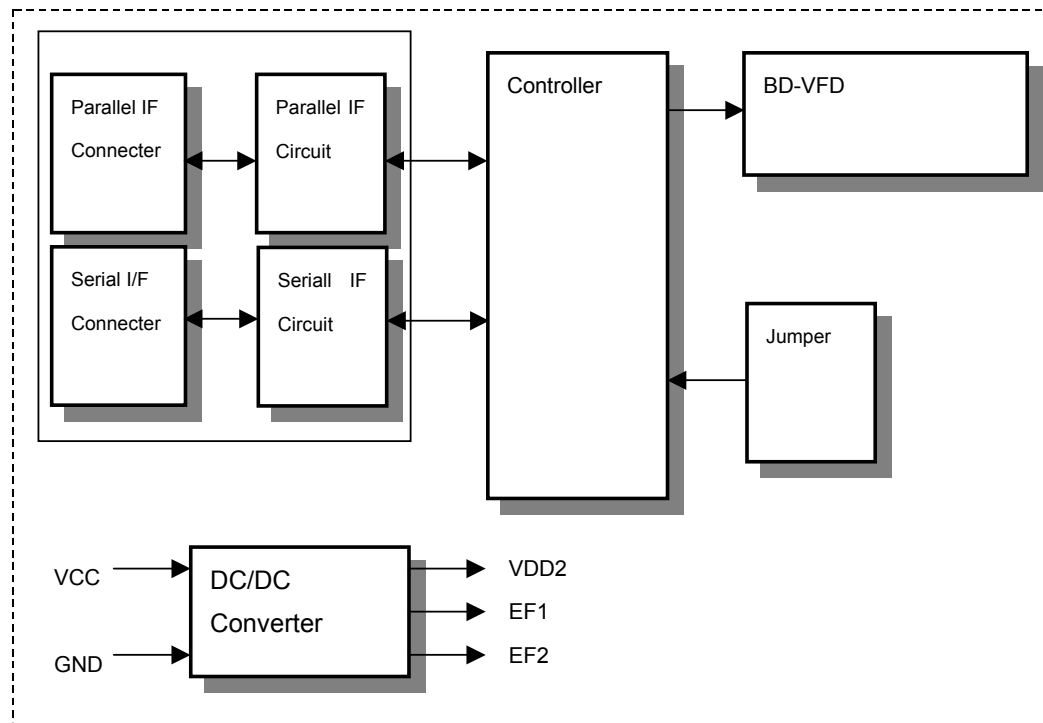 Parallel IF
Connecter
Parallel IF
Circuit
Controller
BD-VFD
Serial I/F
Connecter
Seriall IF
Circuit
Jumper
VCC
GND
DC/DC
Converter
VDD2
EF1
EF2